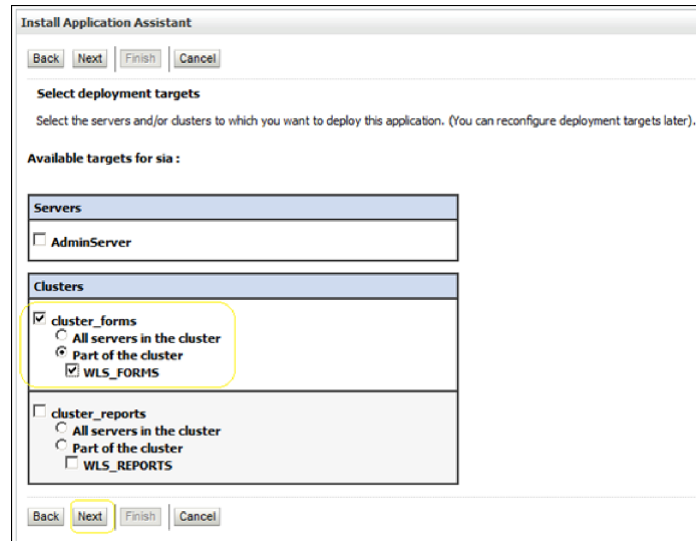 Install Application Assistant
Back Next Finish Cancel
Select deployment targets
Select the servers and/or clusters to which you want to deploy this application. (You can reconfigure deployment targets later).
Available targets for sia :
Servers
AdminServer
Clusters
cluster_forms
All servers in the cluster
Part of the cluster
WLS_FORMS
cluster_reports
All servers in the cluster
Part of the cluster
WLS_REPORTS
Back Next Finish Cancel